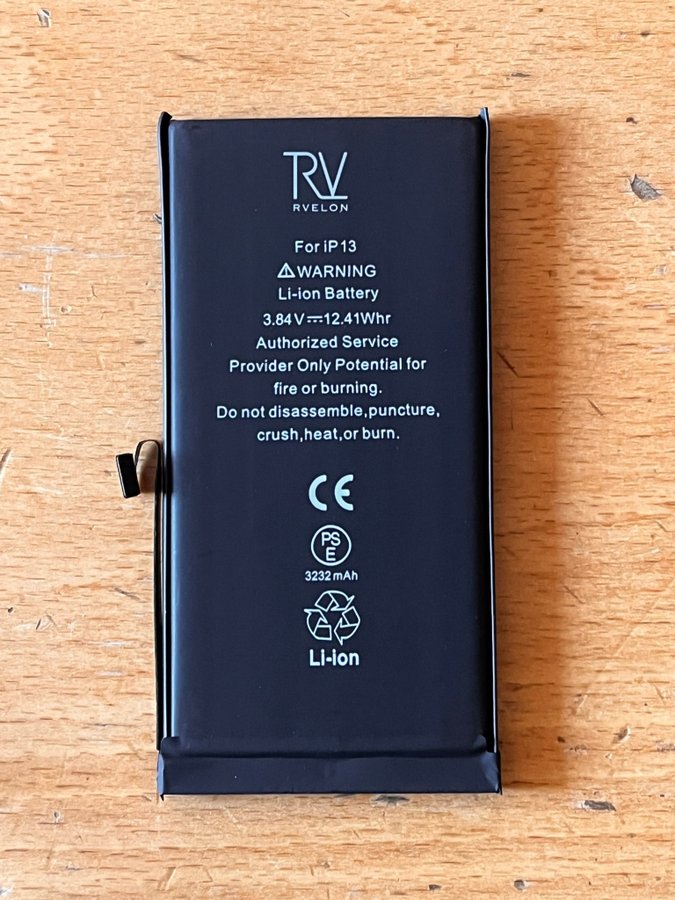 RV
RVELON
For iP13
⚠WARNING
Li-ion Battery
3.84V⎓12.41Whr
Authorized Service
Provider Only Potential for
fire or burning.
Do not disassemble,puncture,
crush,heat,or burn.
CE
PS
E
3232mAh
Li-ion